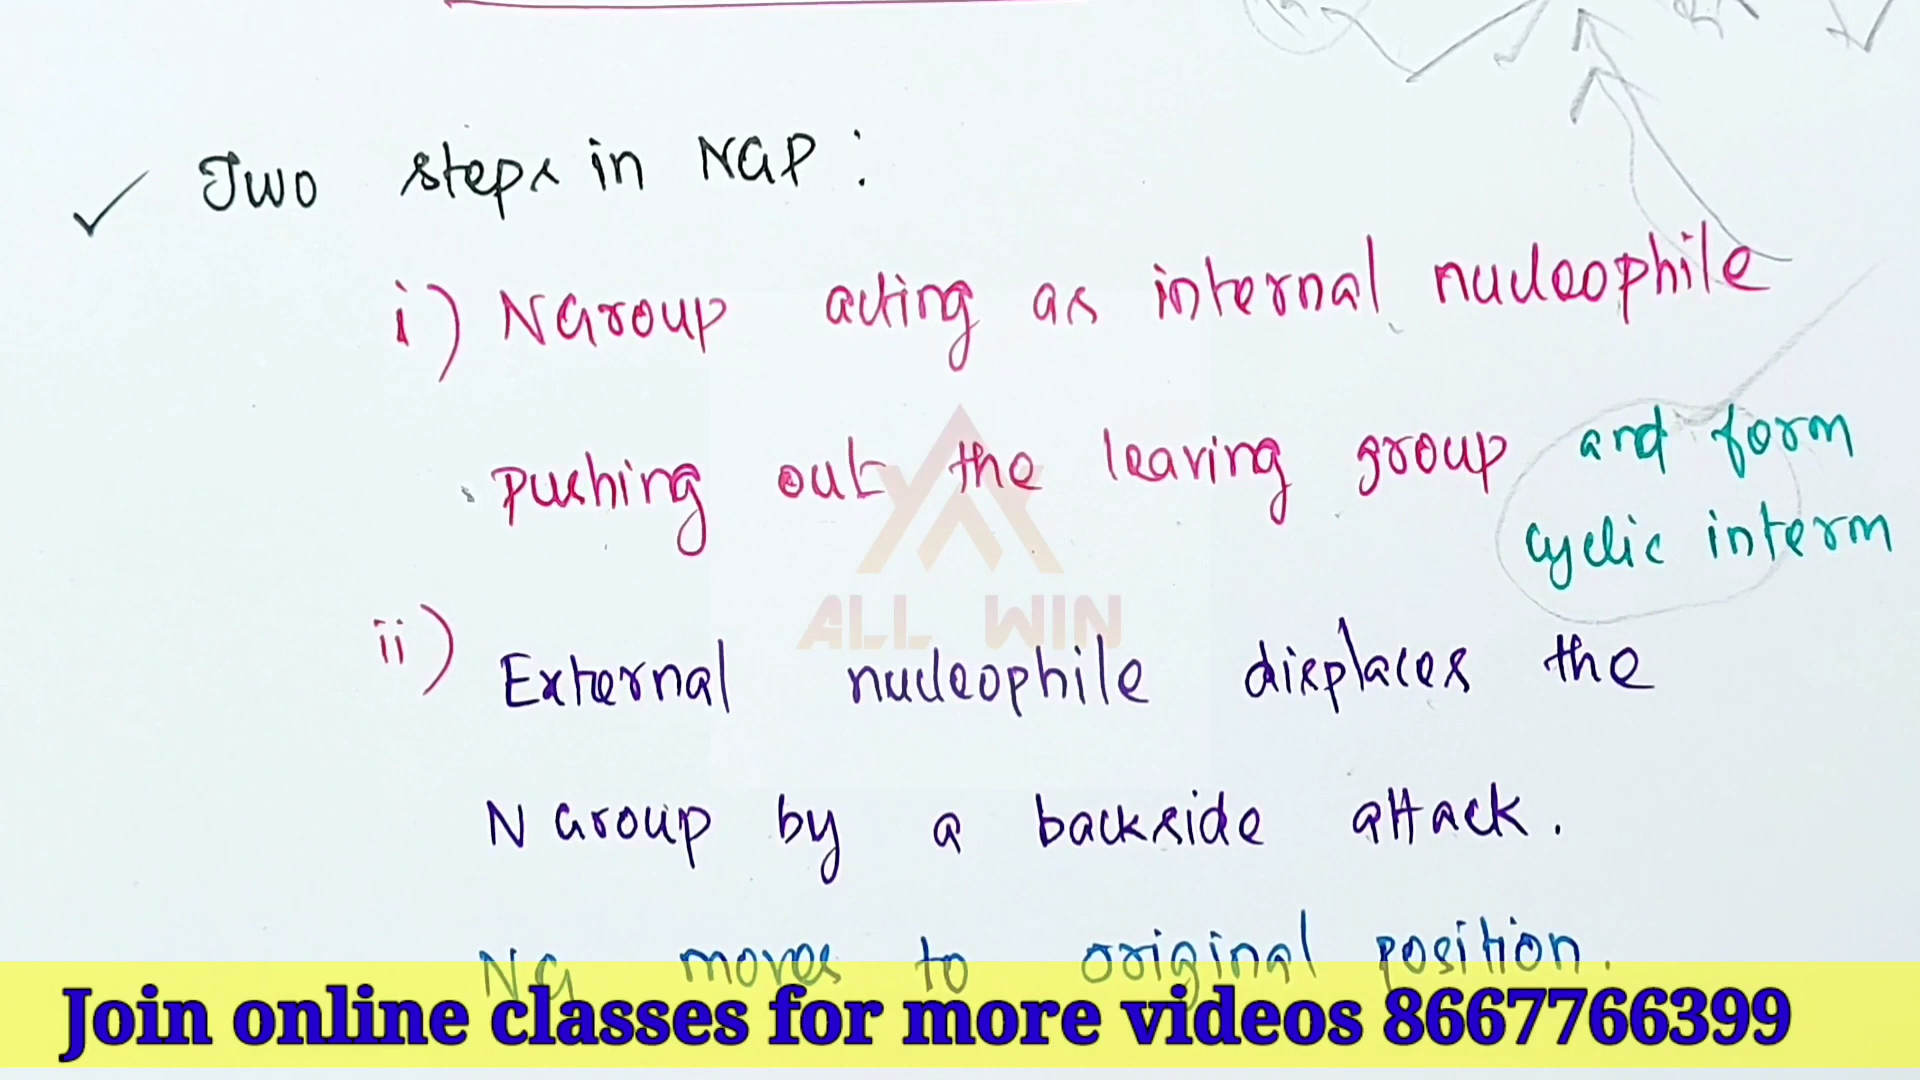 ✓ Two steps in NGP :
i) NGroup acting as internal nucleophile
pushing out the leaving group and form
cyclic interm
ii) External nucleophile displaces the
N Group by a backside attack.
NG moves to original position.
ALL WIN
Join online classes for more videos 8667766399